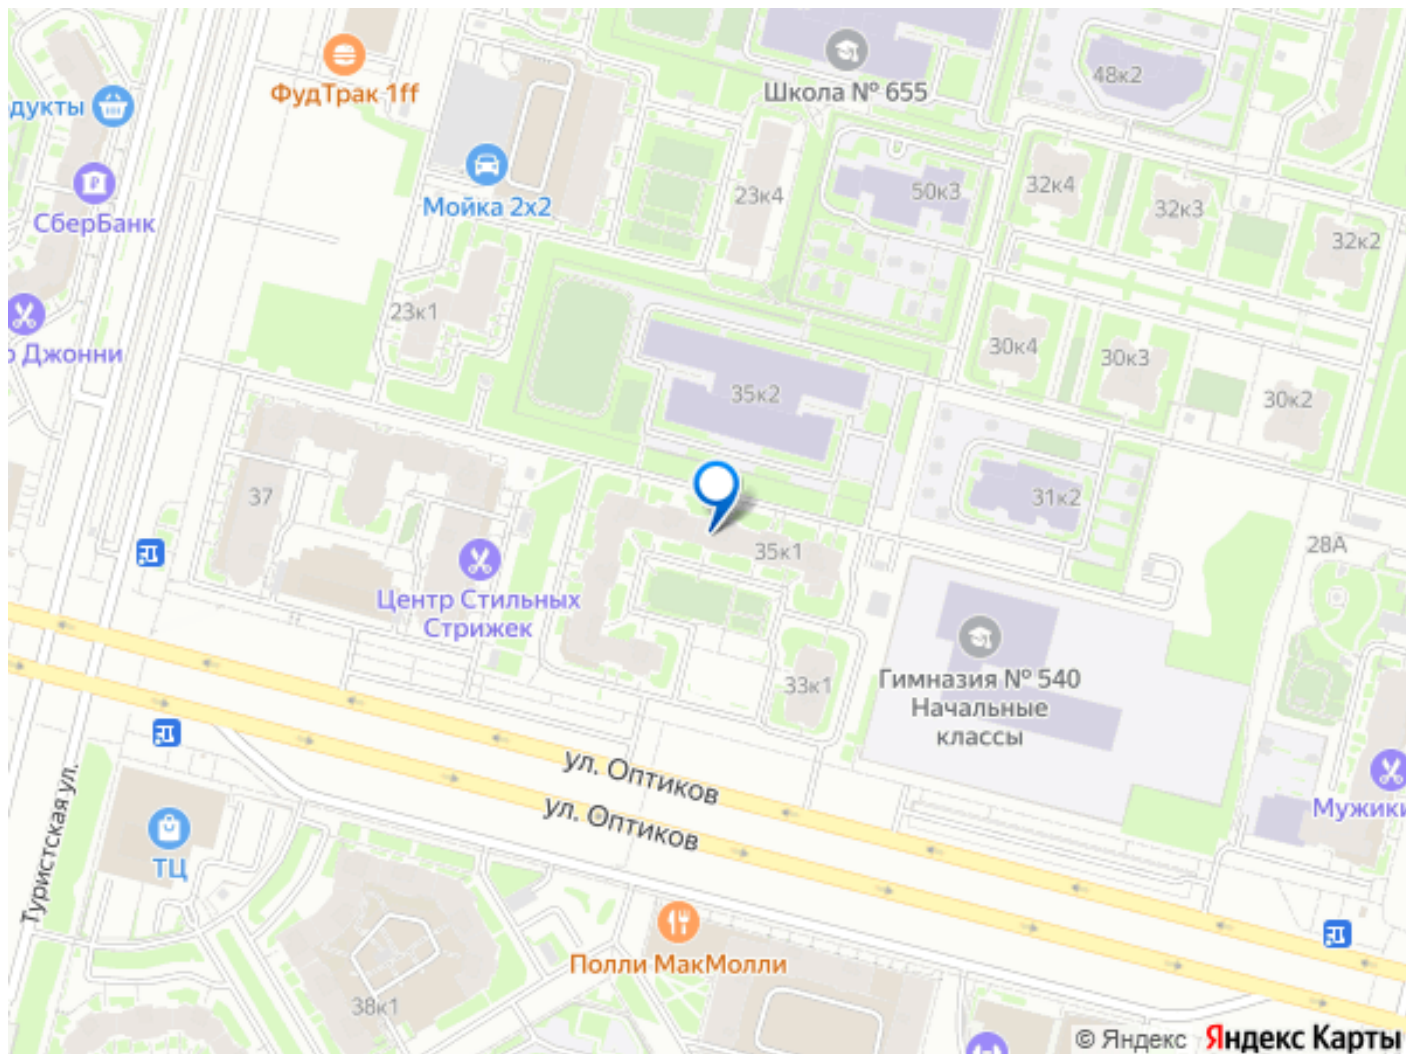 ФудТрак 1ff
Школа № 655
48к2
дукты
СберБанк
Мойка 2х2
23к4
50к3
32к4
32к3
32к2
23к1
Джонни
30к4
30к3
30к2
35к2
37
31к2
35к1
28А
Центр Стильных
Стрижек
33к1
Гимназия № 540
Начальные
классы
ул. Оптиков
ул. Оптиков
Туристская ул.
ТЦ
Мужики
Полли МакМолли
38к1
© Яндекс Яндекс Карты